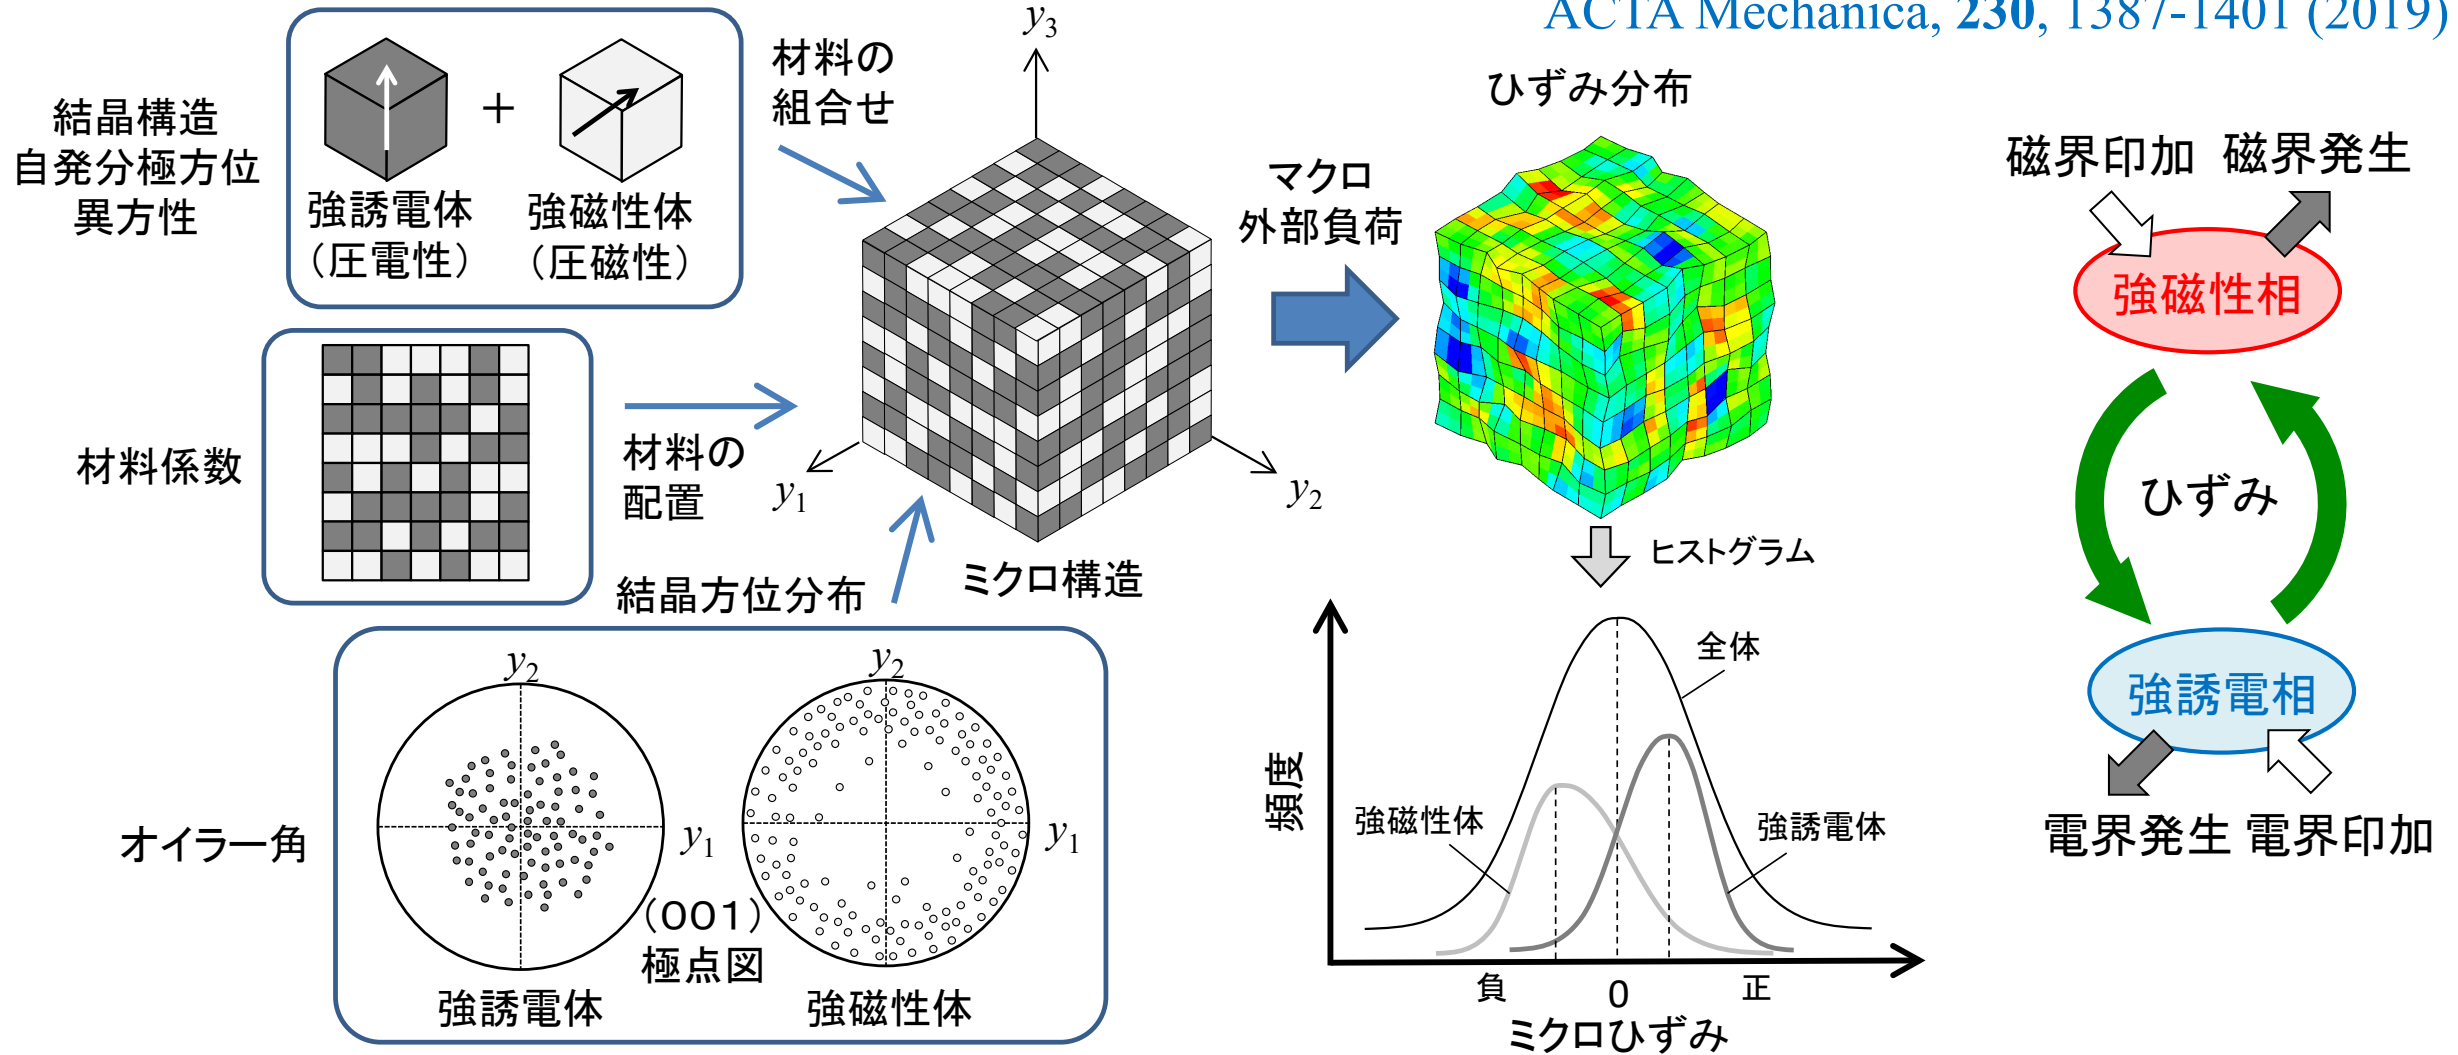 ACTA Mechanica, 230, 1387-1401 (2019)
結晶構造
自発分極方位
異方性
+
強誘電体
(圧電性)
強磁性体
(圧磁性)
材料の
組合せ
材料係数
材料の
配置
結晶方位分布
オイラー角
y2
y1
強誘電体
(001)
極点図
y2
y1
強磁性体
y3
y1
y2
ミクロ構造
マクロ
外部負荷
ひずみ分布
ヒストグラム
頻度
全体
強磁性体
強誘電体
負
0
正
ミクロひずみ
磁界印加
磁界発生
強磁性相
ひずみ
強誘電相
電界発生
電界印加